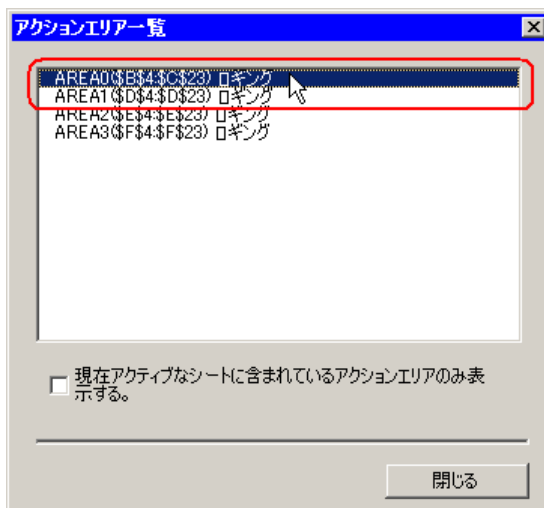 アクションエリア一覧
AREA0($B$4:$C$23) ロギング
AREA1($D$4:$D$23) ロギング
AREA2($E$4:$E$23) ロギング
AREA3($F$4:$F$23) ロギング
現在アクティブなシートに含まれているアクションエリアのみ表
示する。
閉じる